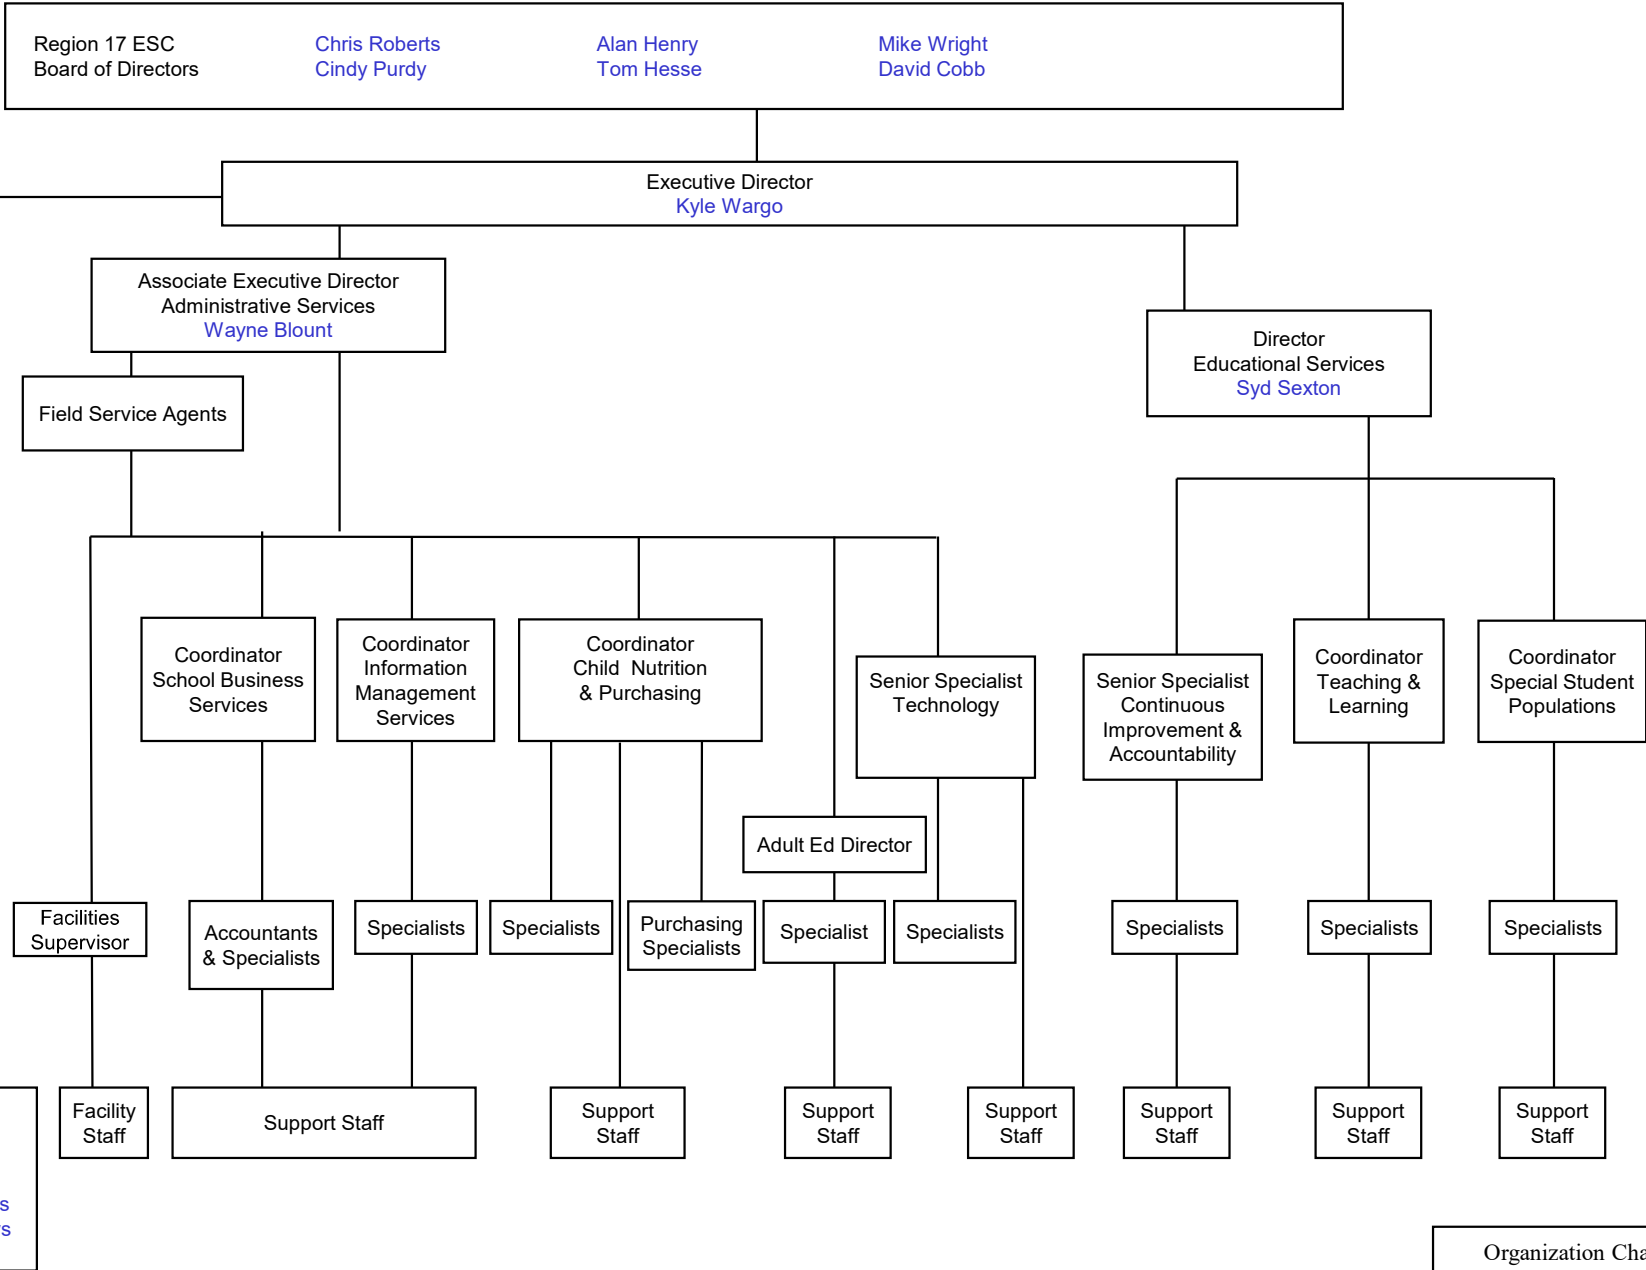 Region 17 ESC
Board of Directors
Chris Roberts
Cindy Purdy
Alan Henry
Tom Hesse
Mike Wright
David Cobb
Executive Director
Kyle Wargo
Associate Executive Director
Administrative Services
Wayne Blount
Director
Educational Services
Syd Sexton
Field Service Agents
Coordinator
School Business
Services
Coordinator
Information
Management
Services
Coordinator
Child Nutrition
& Purchasing
Senior Specialist
Technology
Senior Specialist
Continuous
Improvement &
Accountability
Coordinator
Teaching &
Learning
Coordinator
Special Student
Populations
Adult Ed Director
Facilities
Supervisor
Accountants
& Specialists
Specialists
Specialists
Purchasing
Specialists
Specialist
Specialists
Specialists
Specialists
Specialists
Facility
Staff
Support Staff
Support
Staff
Support
Staff
Support
Staff
Support
Staff
Support
Staff
Support
Staff
Organization